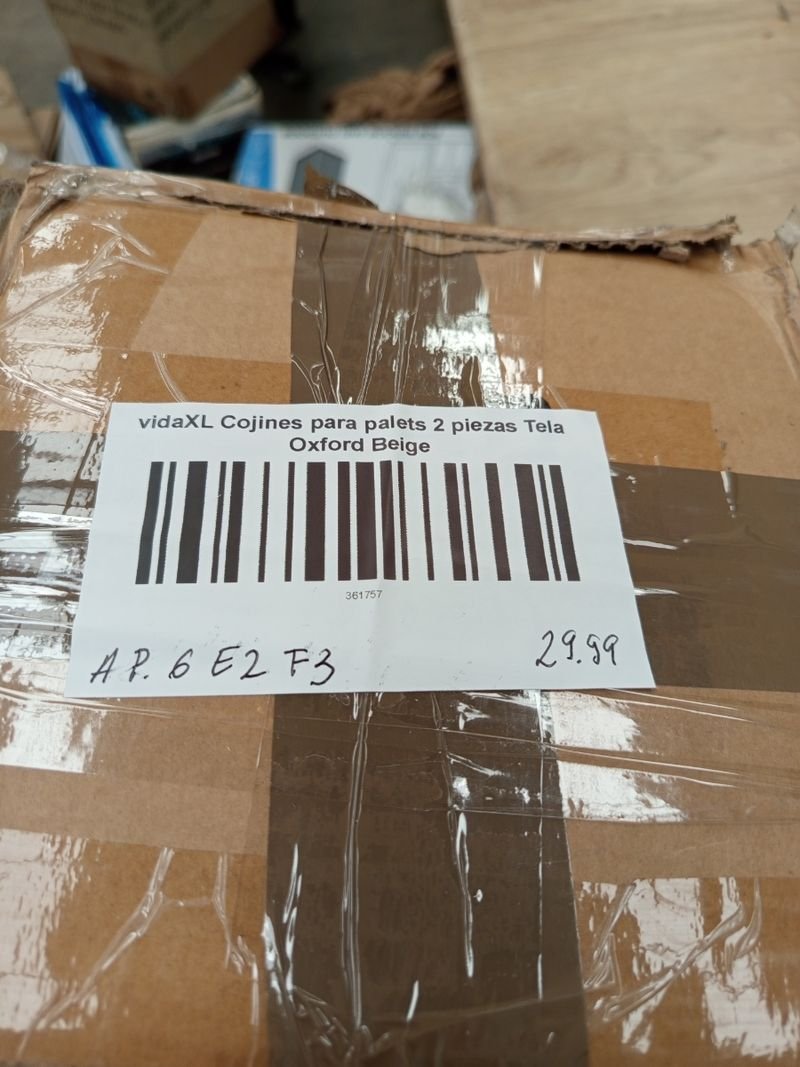 vidaXL Cojines para palets 2 piezas Tela
Oxford Beige
361757
AP. 6 E2 F3
29.99